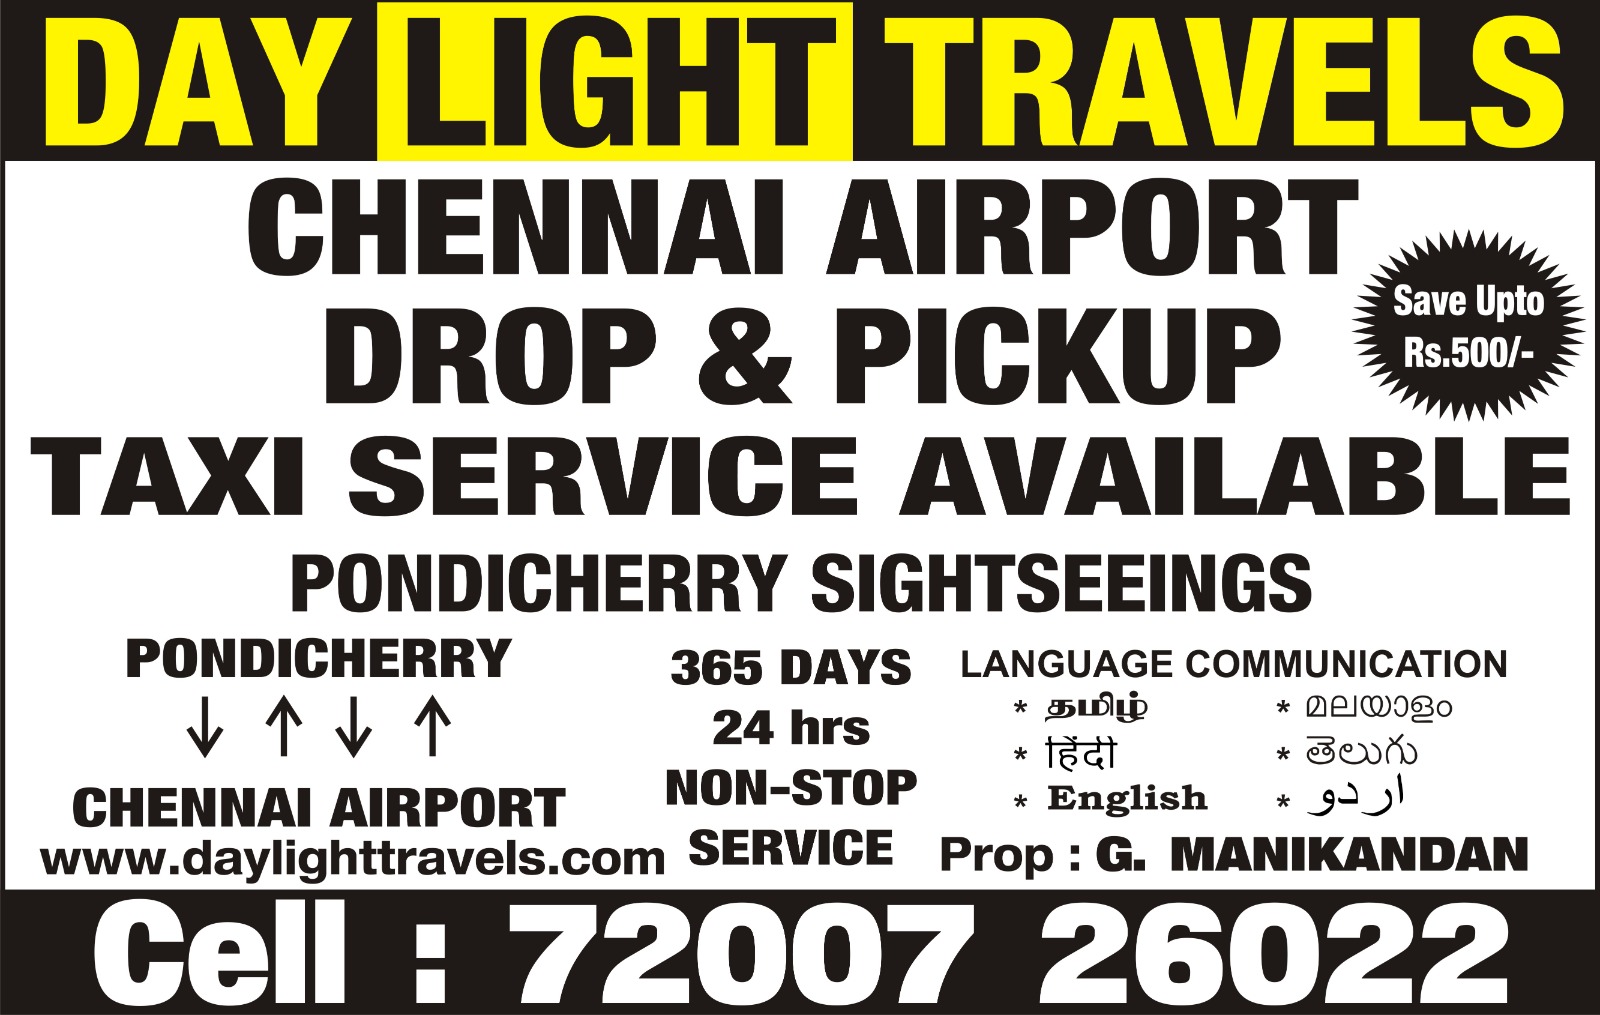 DAY LIGHT TRAVELS
CHENNAI AIRPORT
DROP & PICKUP
TAXI SERVICE AVAILABLE
Save Upto
Rs.500/-
PONDICHERRY SIGHTSEEINGS
PONDICHERRY
↓ ↑ ↓ ↑
CHENNAI AIRPORT
www.daylighttravels.com
365 DAYS
24 hrs
NON-STOP
SERVICE
LANGUAGE COMMUNICATION
* தமிழ்
* हिंदी
* English
* മലയാളം
* తెలుగు
* اردو
Prop : G. MANIKANDAN
Cell : 72007 26022